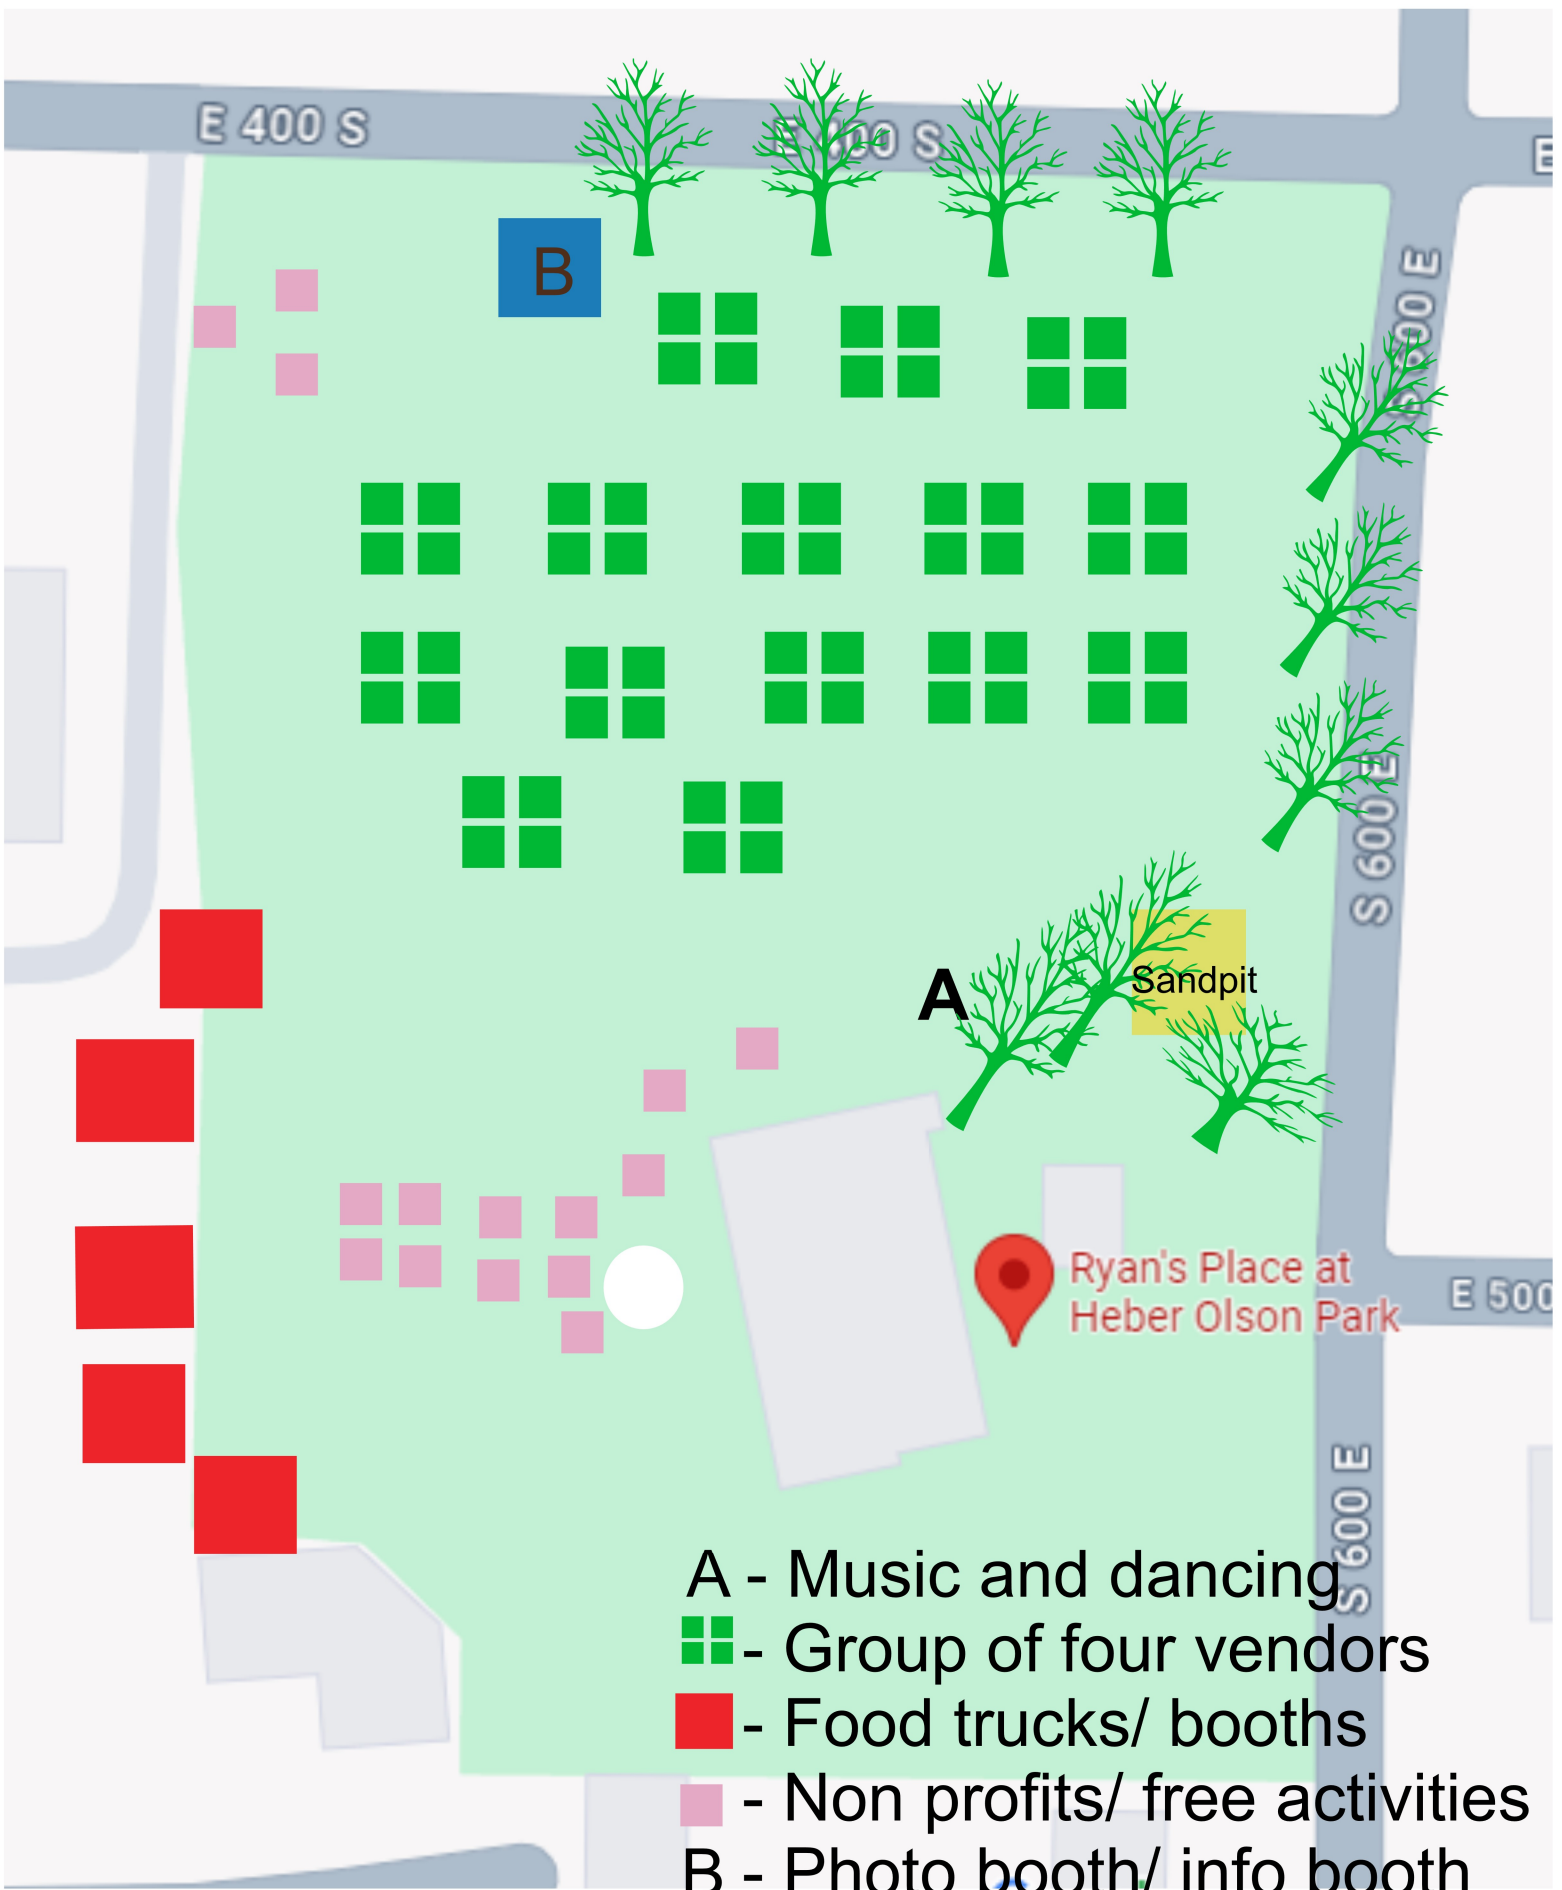 E 400 S
E 400 S
E
B
S 600 E
S 600 E
A
Sandpit
Ryan's Place at
Heber Olson Park
E 500
S 600 E
A - Music and dancing
- Group of four vendors
- Food trucks/ booths
- Non profits/ free activities
B - Photo booth/ info booth